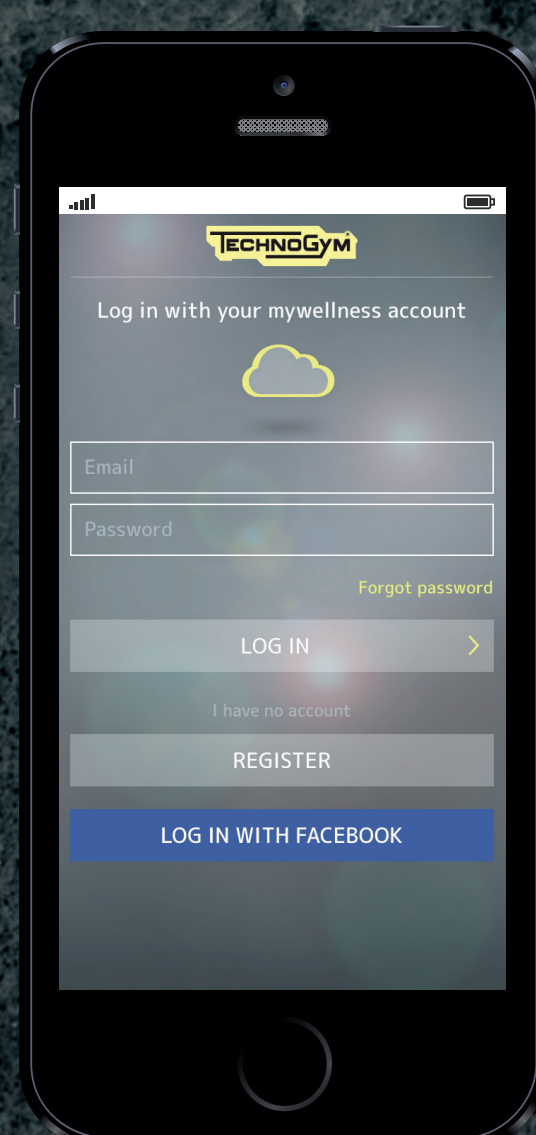 TECHNOGYM
Log in with your mywellness account
Email
Password
Forgot password
LOG IN
I have no account
REGISTER
LOG IN WITH FACEBOOK